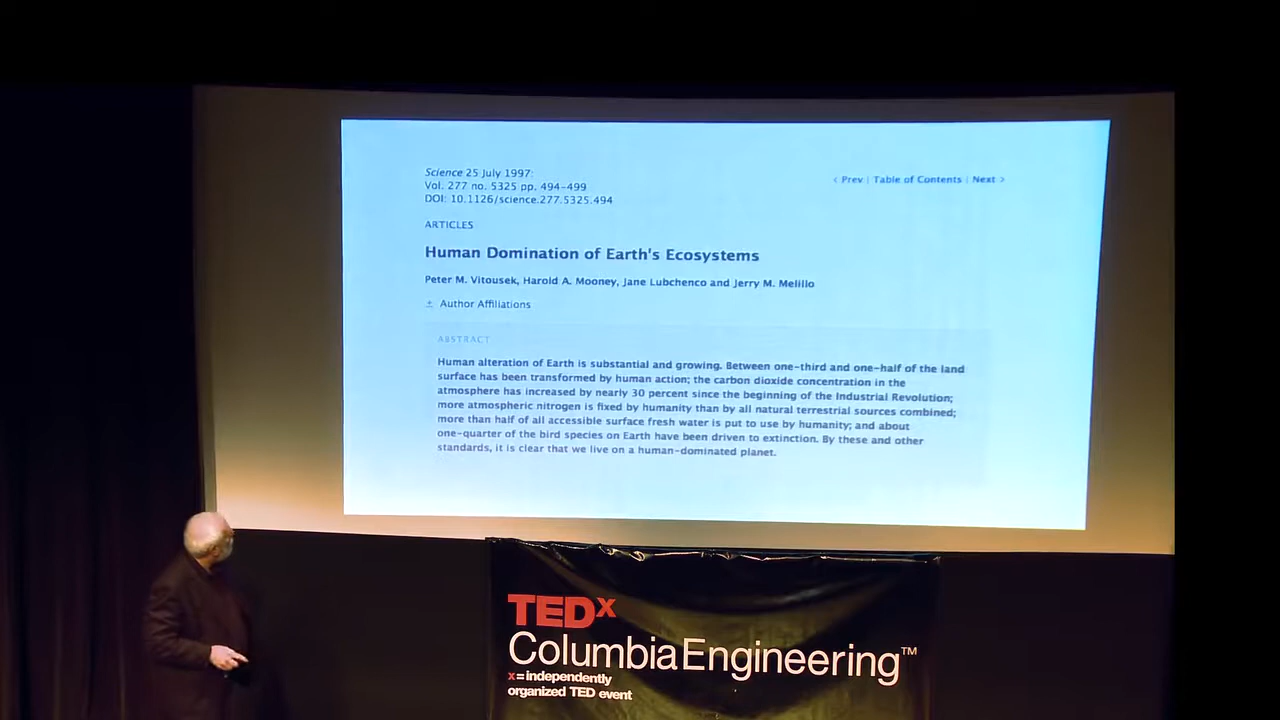 Science 25 July 1997:
Vol. 277 no. 5325 pp. 494-499
DOI: 10.1126/science.277.5325.494
< Prev | Table of Contents | Next >
ARTICLES
Human Domination of Earth's Ecosystems
Peter M. Vitousek, Harold A. Mooney, Jane Lubchenco and Jerry M. Melillo
Author Affiliations
ABSTRACT
Human alteration of Earth is substantial and growing. Between one-third and one-half of the land
surface has been transformed by human action; the carbon dioxide concentration in the
atmosphere has increased by nearly 30 percent since the beginning of the Industrial Revolution;
more atmospheric nitrogen is fixed by humanity than by all natural terrestrial sources combined;
more than half of all accessible surface fresh water is put to use by humanity; and about
one-quarter of the bird species on Earth have been driven to extinction. By these and other
standards, it is clear that we live on a human-dominated planet.
TEDx
ColumbiaEngineering™
x=independently
organized TED event